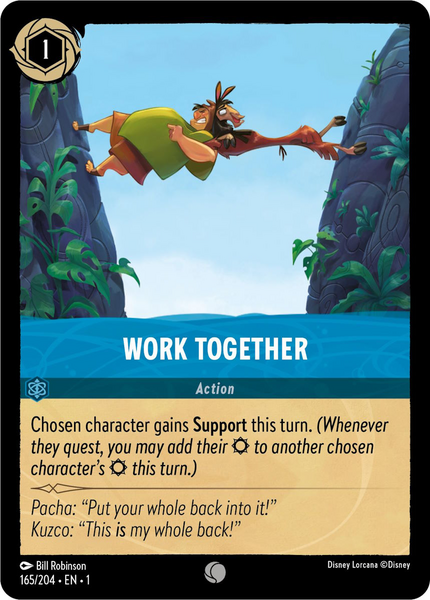 1
WORK TOGETHER
Action
Chosen character gains Support this turn. (Whenever
they quest, you may add their to another chosen
character's this turn.)
Pacha: “Put your whole back into it!”
Kuzco: “This is my whole back!”
Bill Robinson
Disney Lorcana ©Disney
165/204 • EN • 1